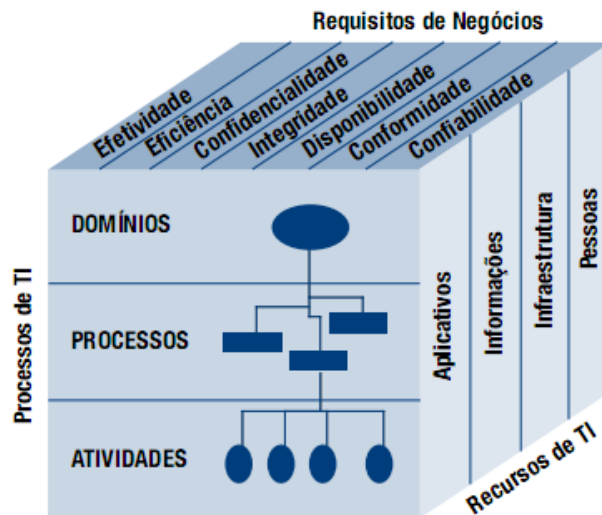 Requisitos de Negócios
Efetividade
Eficiência
Confidencialidade
Integridade
Disponibilidade
Conformidade
Confiabilidade
Processos de TI
DOMÍNIOS
PROCESSOS
ATIVIDADES
Aplicativos
Informações
Infraestrutura
Pessoas
Recursos de TI